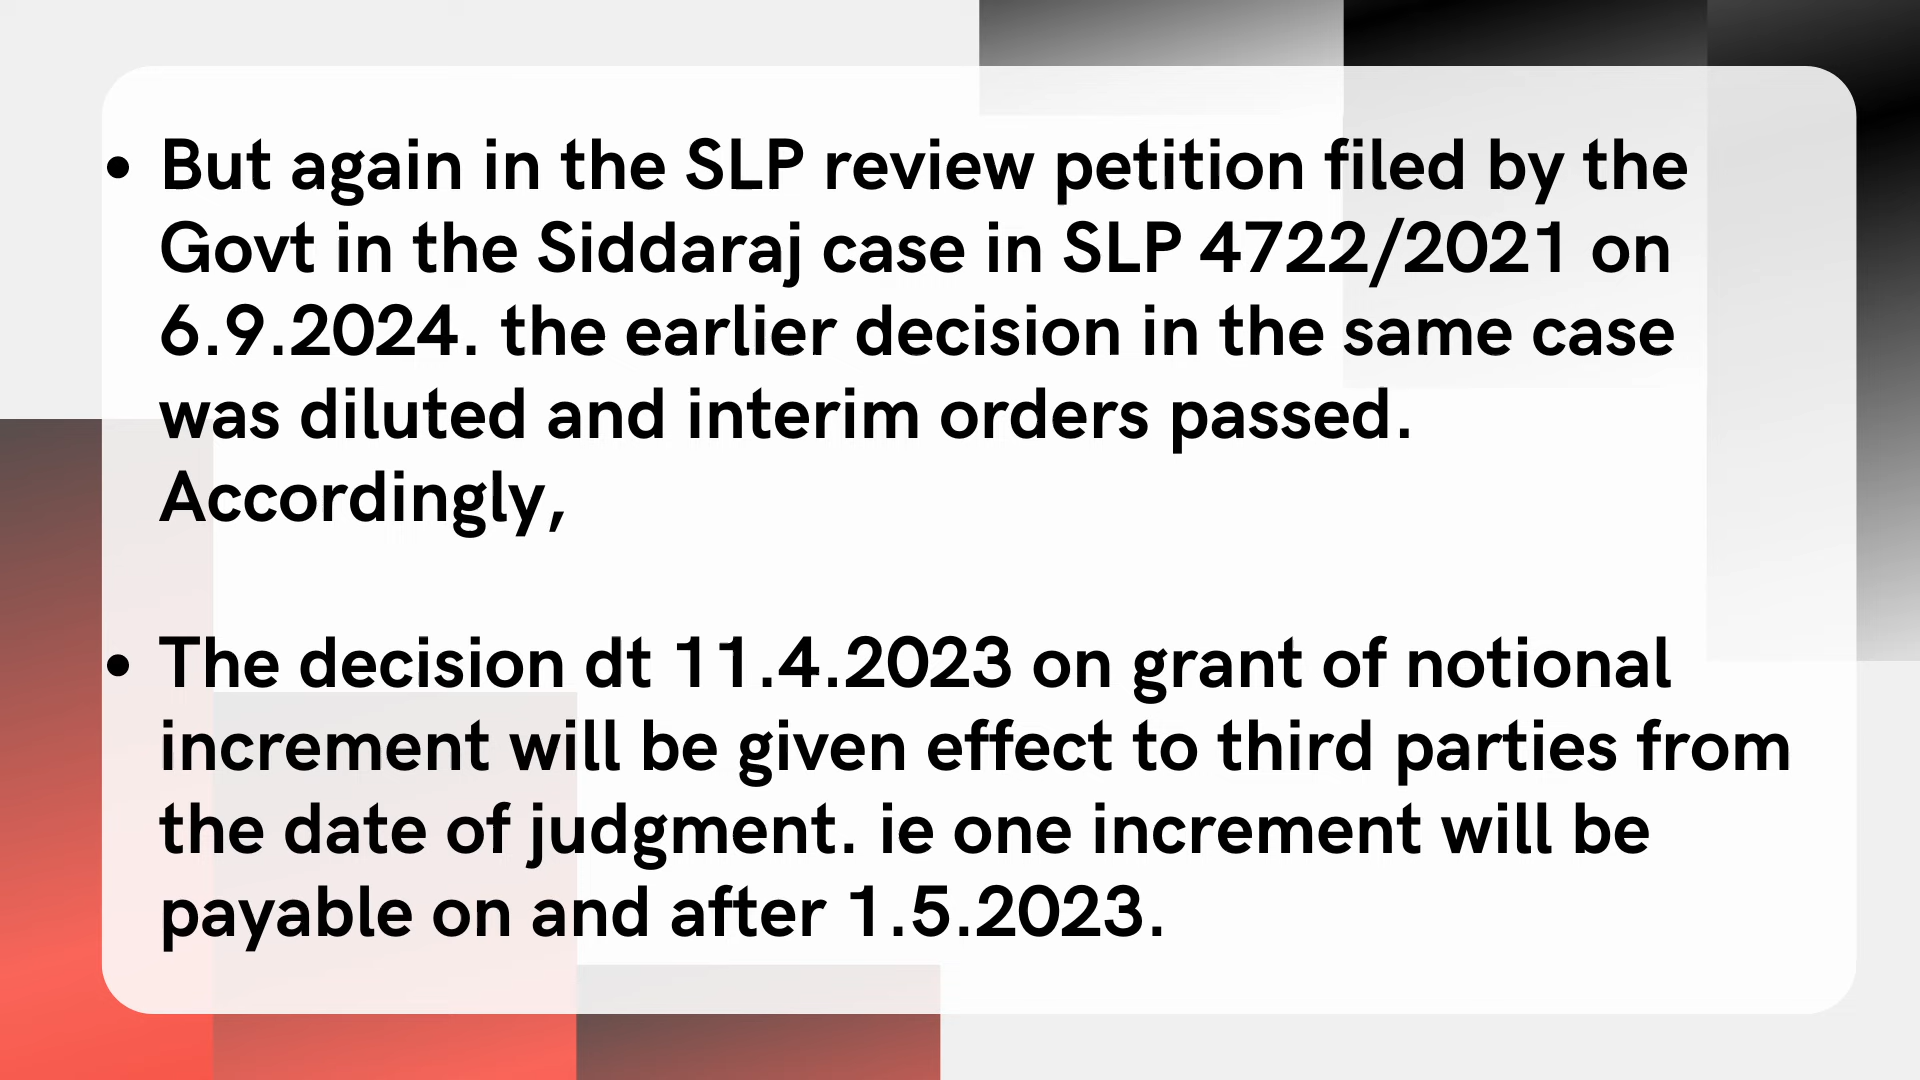 • But again in the SLP review petition filed by the
Govt in the Siddaraj case in SLP 4722/2021 on
6.9.2024. the earlier decision in the same case
was diluted and interim orders passed.
Accordingly,
• The decision dt 11.4.2023 on grant of notional
increment will be given effect to third parties from
the date of judgment. ie one increment will be
payable on and after 1.5.2023.